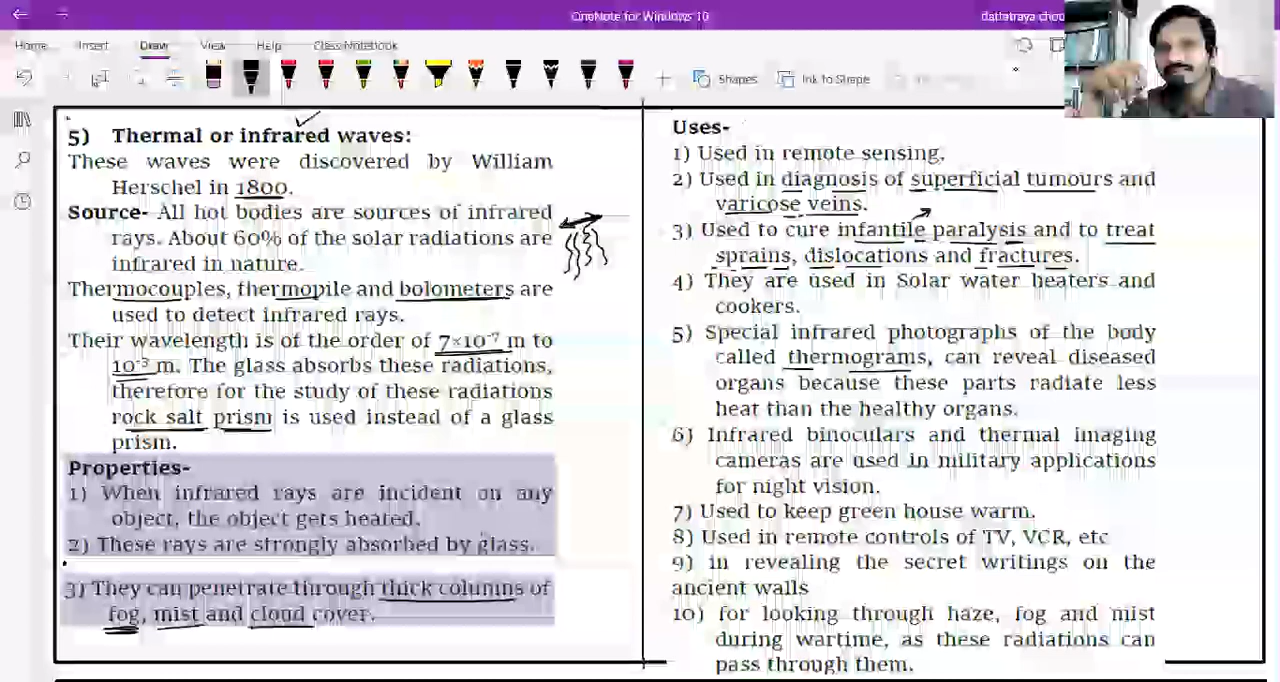 OneNote for Windows 10
dattatraya chou
Home Insert Draw View Help Class Notebook
Shapes Ink to Shape
5) Thermal or infrared waves:
These waves were discovered by William
Herschel in 1800.
Source- All hot bodies are sources of infrared
rays. About 60% of the solar radiations are
infrared in nature.
Thermocouples, thermopile and bolometers are
used to detect infrared rays.
Their wavelength is of the order of 7×10⁻⁷ m to
10⁻³ m. The glass absorbs these radiations,
therefore for the study of these radiations
rock salt prism is used instead of a glass
prism.
Properties-
1) When infrared rays are incident on any
object, the object gets heated.
2) These rays are strongly absorbed by glass.
3) They can penetrate through thick columns of
fog, mist and cloud cover.
Uses-
1) Used in remote sensing.
2) Used in diagnosis of superficial tumours and
varicose veins.
3) Used to cure infantile paralysis and to treat
sprains, dislocations and fractures.
4) They are used in Solar water heaters and
cookers.
5) Special infrared photographs of the body
called thermograms, can reveal diseased
organs because these parts radiate less
heat than the healthy organs.
6) Infrared binoculars and thermal imaging
cameras are used in military applications
for night vision.
7) Used to keep green house warm.
8) Used in remote controls of TV, VCR, etc
9) in revealing the secret writings on the
ancient walls
10) for looking through haze, fog and mist
during wartime, as these radiations can
pass through them.